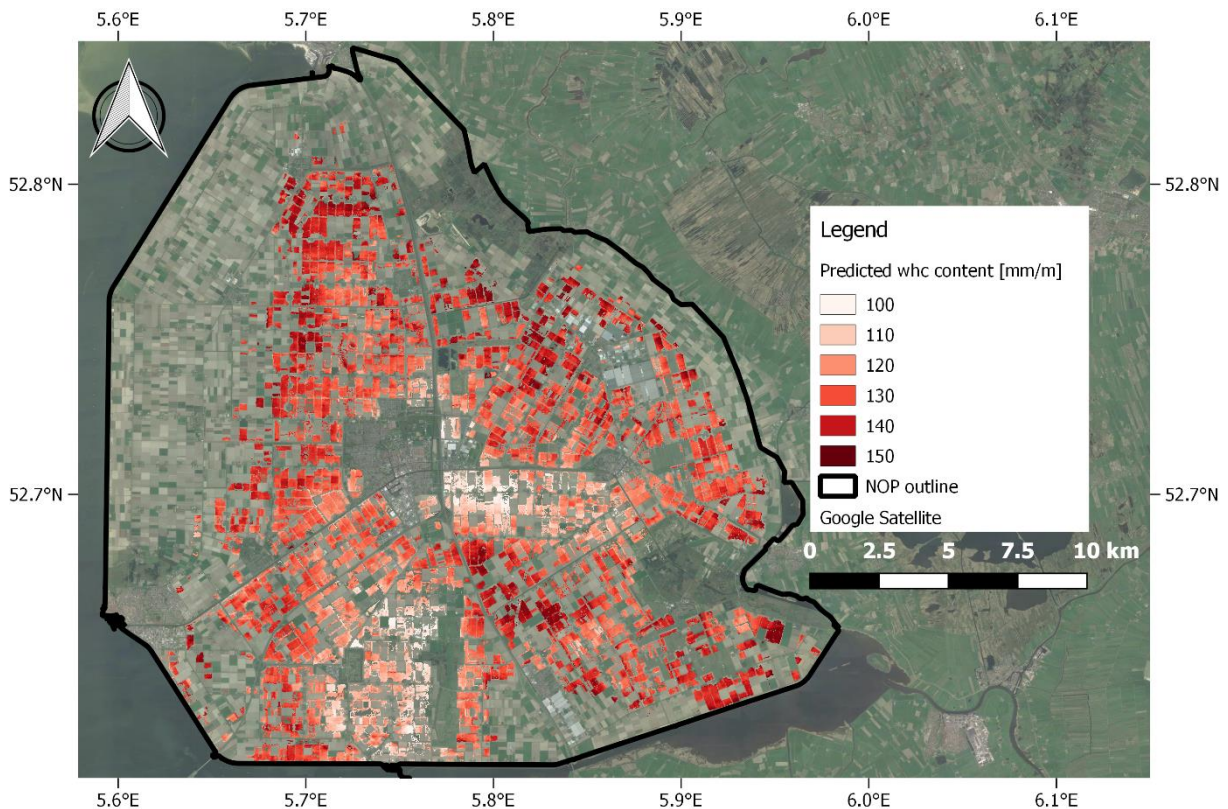 5.6°E 5.7°E 5.8°E 5.9°E 6.0°E 6.1°E
52.8°N 52.8°N
Legend
Predicted whc content [mm/m]
100
110
120
130
140
150
NOP outline
Google Satellite
52.7°N 52.7°N
0 2.5 5 7.5 10 km
5.6°E 5.7°E 5.8°E 5.9°E 6.0°E 6.1°E